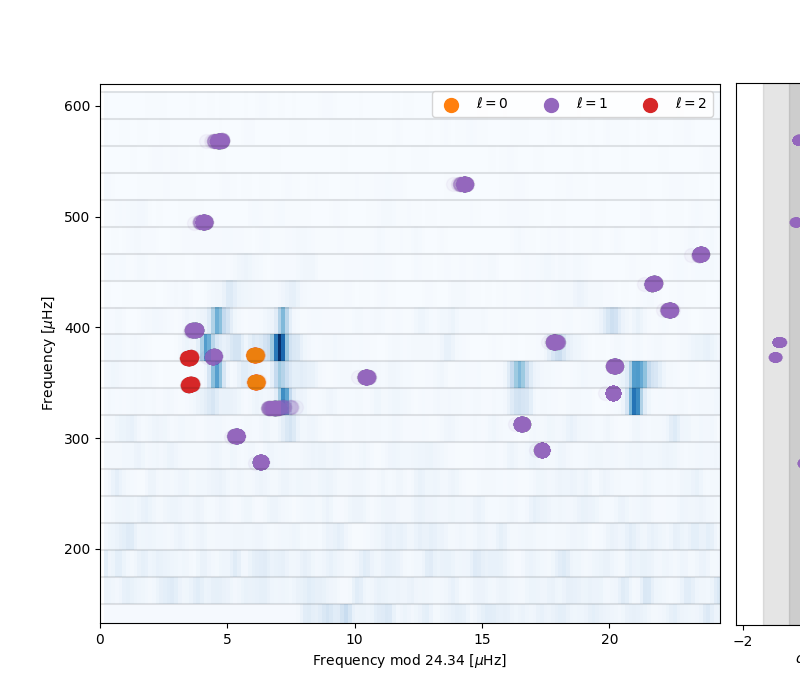 ℓ = 0
ℓ = 1
ℓ = 2
600
500
400
300
200
Frequency [μHz]
0
5
10
15
20
Frequency mod 24.34 [μHz]
−2